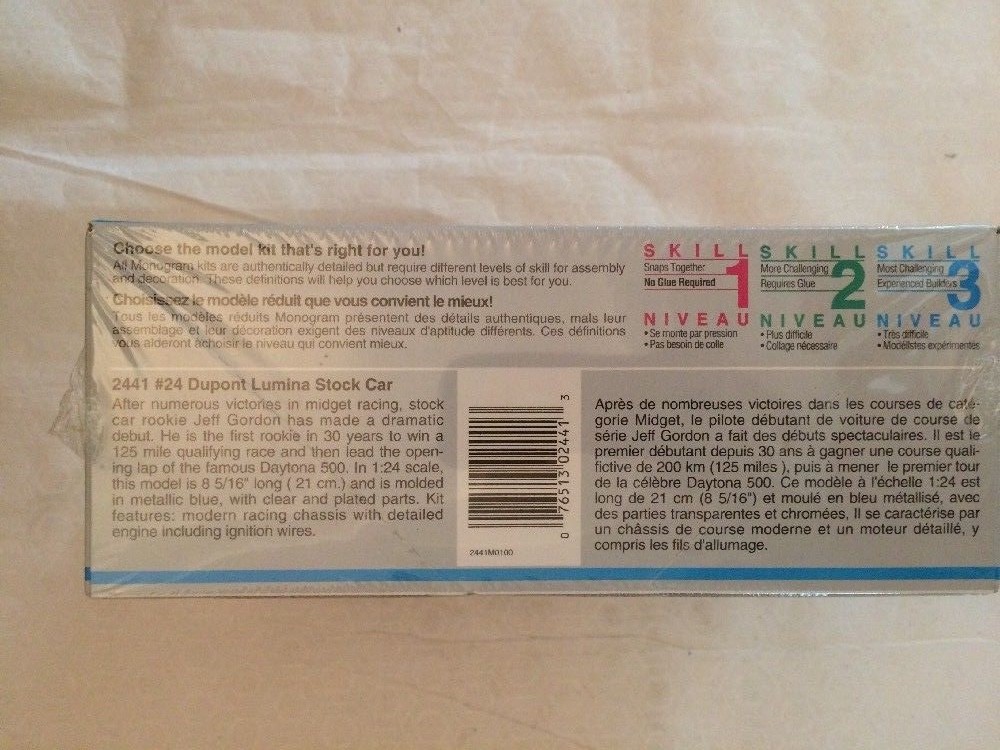 Choose the model kit that's right for you!
All Monogram kits are authentically detailed but require different levels of skill for assembly
and decoration. These definitions will help you choose which level is best for you.
Choisissez le modèle réduit que vous convient le mieux!
Tous les modèles réduits Monogram présentent des détails authentiques, mais leur
assemblage et leur décoration exigent des niveaux d'aptitude différents. Ces définitions
vous aideront àchoisir le niveau qui convient mieux.
SKILL
Snaps Together
No Glue Required
1
NIVEAU
• Se monte par pression
• Pas besoin de colle
SKILL
More Challenging
Requires Glue
2
NIVEAU
• Plus difficile
• Collage nécessaire
SKILL
Most Challenging
Experienced Builders
3
NIVEAU
• Très difficile
• Modélistes expérimentés
2441 #24 Dupont Lumina Stock Car
After numerous victories in midget racing, stock
car rookie Jeff Gordon has made a dramatic
debut. He is the first rookie in 30 years to win a
125 mile qualifying race and then lead the open-
ing lap of the famous Daytona 500. In 1:24 scale,
this model is 8 5/16" long ( 21 cm.) and is molded
in metallic blue, with clear and plated parts. Kit
features: modern racing chassis with detailed
engine including ignition wires.
0 76513 02441 3
2441M0100
Après de nombreuses victoires dans les courses de caté-
gorie Midget, le pilote débutant de voiture de course de
série Jeff Gordon a fait des débuts spectaculaires. Il est le
premier débutant depuis 30 ans à gagner une course quali-
fictive de 200 km (125 miles ), puis à mener le premier tour
de la célèbre Daytona 500. Ce modèle à l'échelle 1:24 est
long de 21 cm (8 5/16") et moulé en bleu métallisé, avec
des parties transparentes et chromées, Il se caractérise par
un châssis de course moderne et un moteur détaillé, y
compris les fils d'allumage.